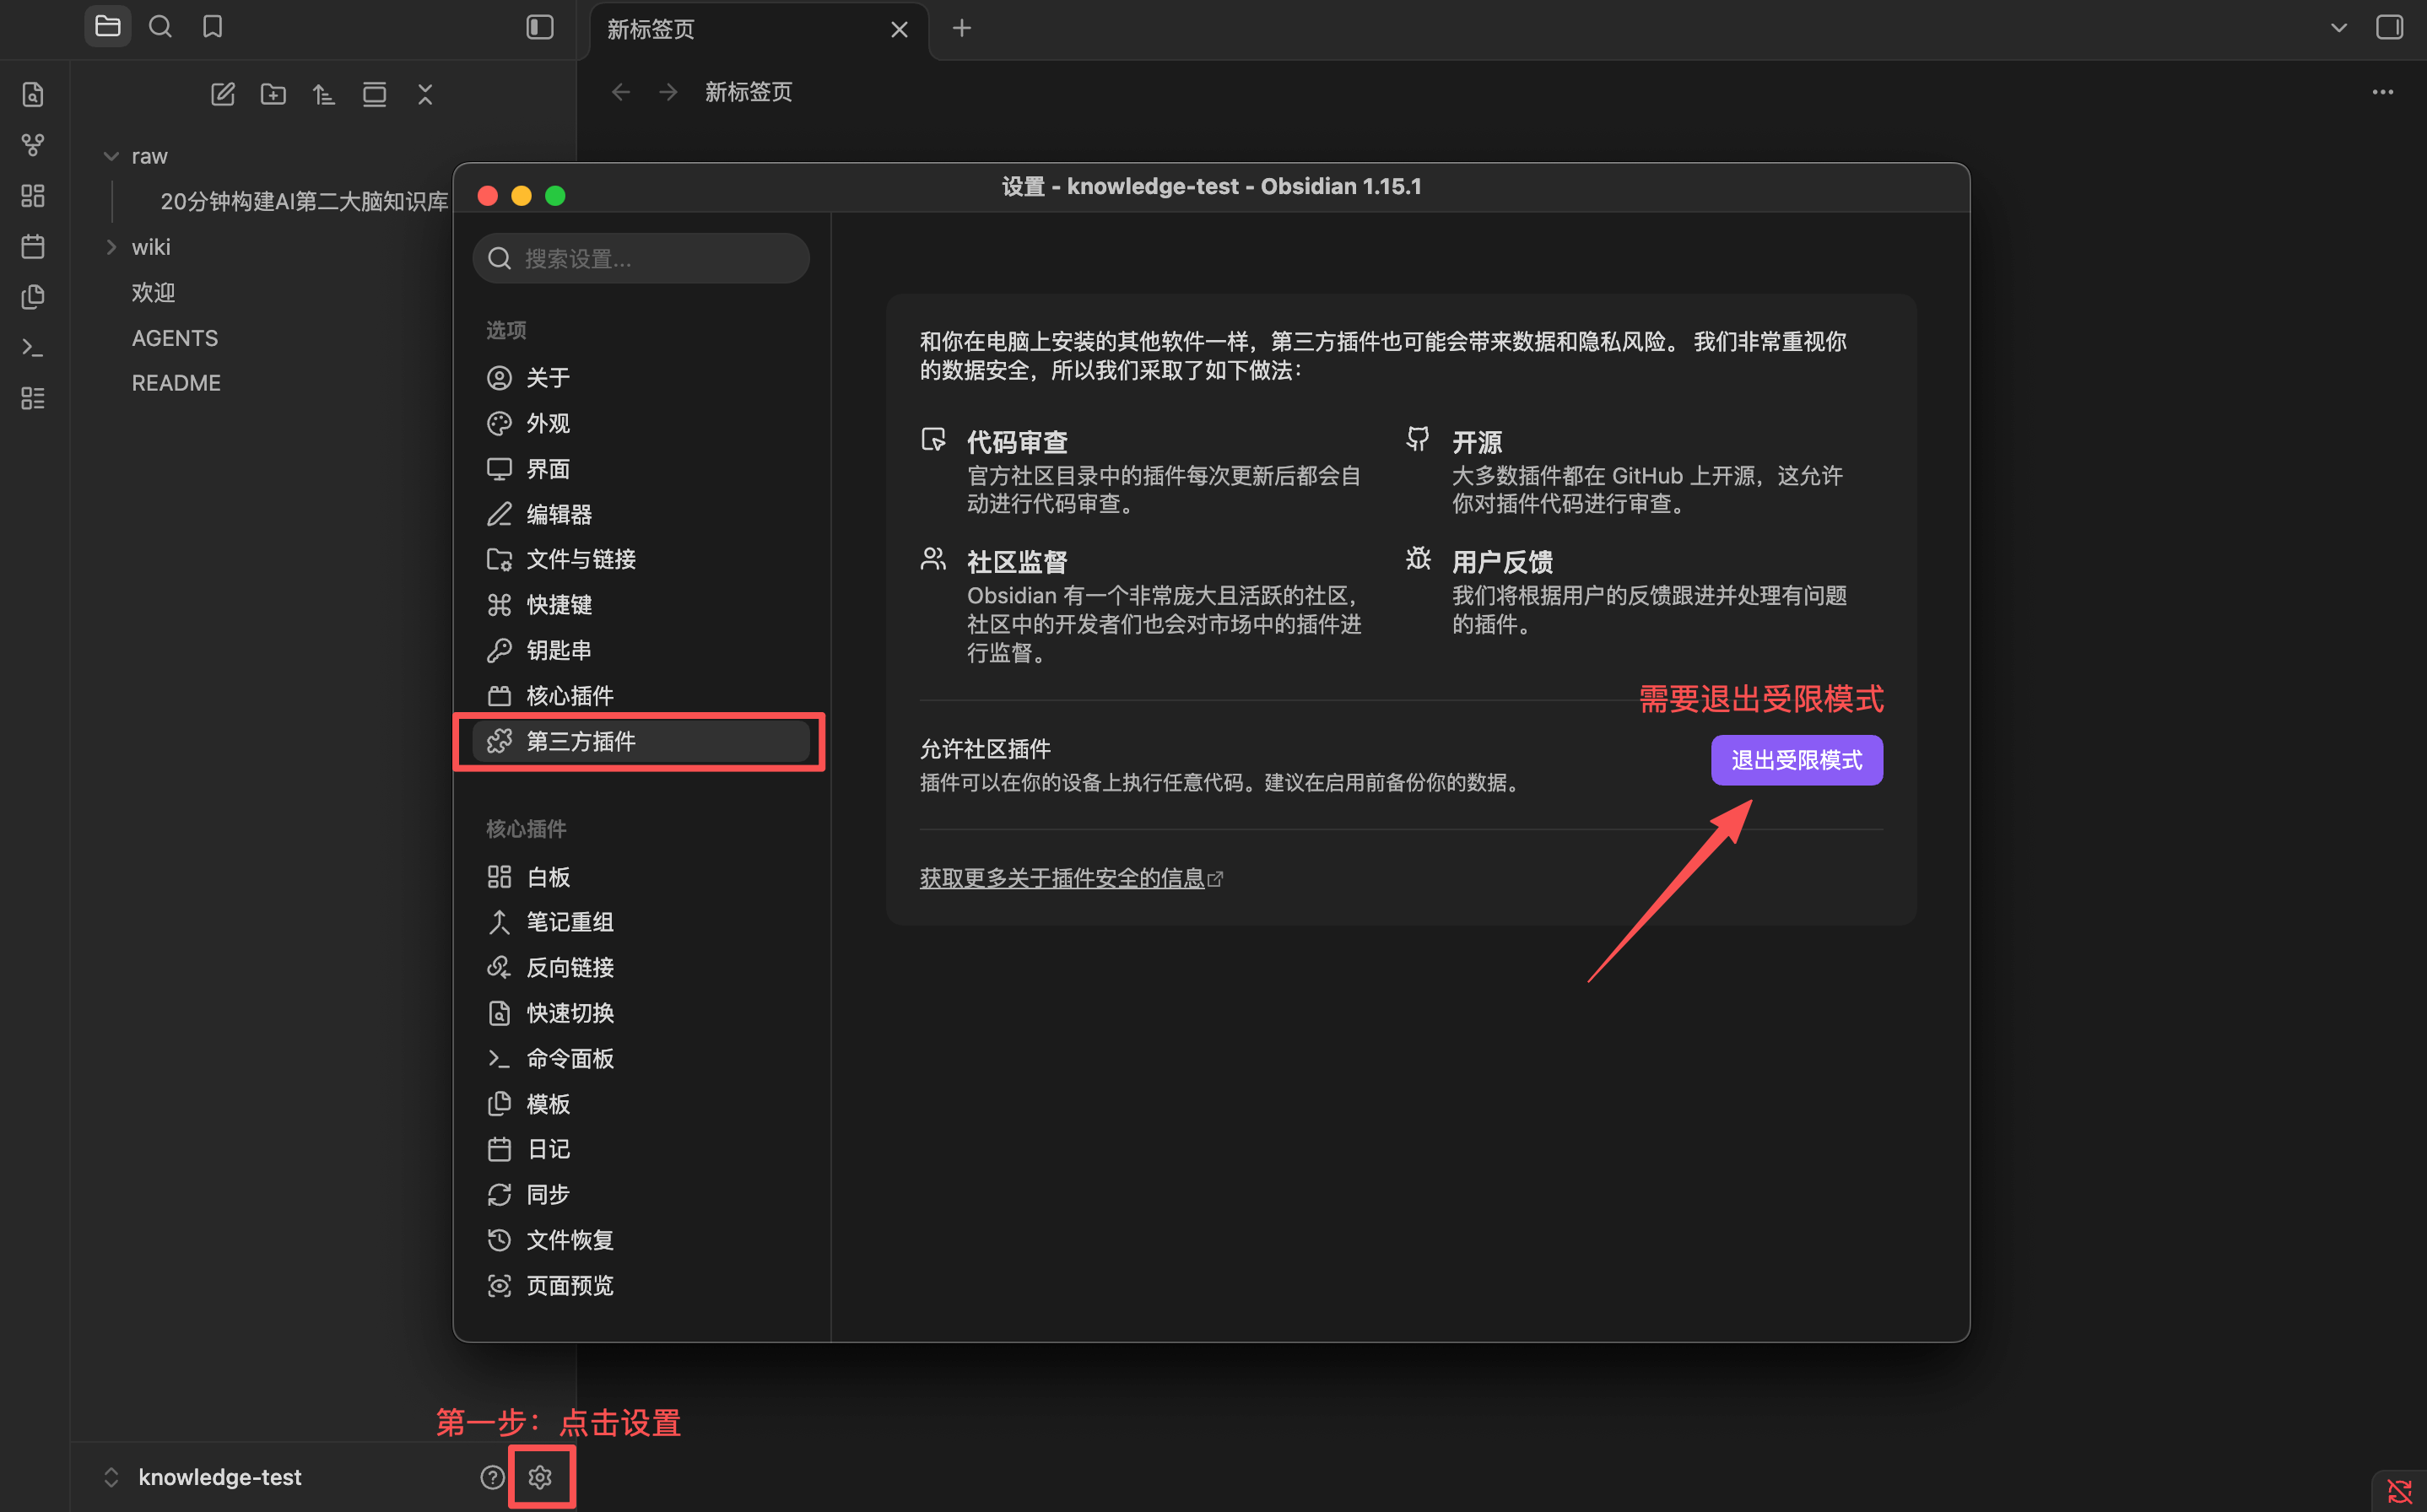 新标签页
新标签页
raw
20分钟构建AI第二大脑知识库
wiki
欢迎
AGENTS
README
设置 - knowledge-test - Obsidian 1.15.1
搜索设置...
选项
关于
外观
界面
编辑器
文件与链接
快捷键
钥匙串
核心插件
第三方插件
核心插件
白板
笔记重组
反向链接
快速切换
命令面板
模板
日记
同步
文件恢复
页面预览
和你在电脑上安装的其他软件一样，第三方插件也可能会带来数据和隐私风险。 我们非常重视你
的数据安全，所以我们采取了如下做法：
代码审查
官方社区目录中的插件每次更新后都会自
动进行代码审查。
开源
大多数插件都在 GitHub 上开源，这允许
你对插件代码进行审查。
社区监督
Obsidian 有一个非常庞大且活跃的社区，
社区中的开发者们也会对市场中的插件进
行监督。
用户反馈
我们将根据用户的反馈跟进并处理有问题
的插件。
需要退出受限模式
允许社区插件
插件可以在你的设备上执行任意代码。建议在启用前备份你的数据。
退出受限模式
获取更多关于插件安全的信息
第一步：点击设置
knowledge-test